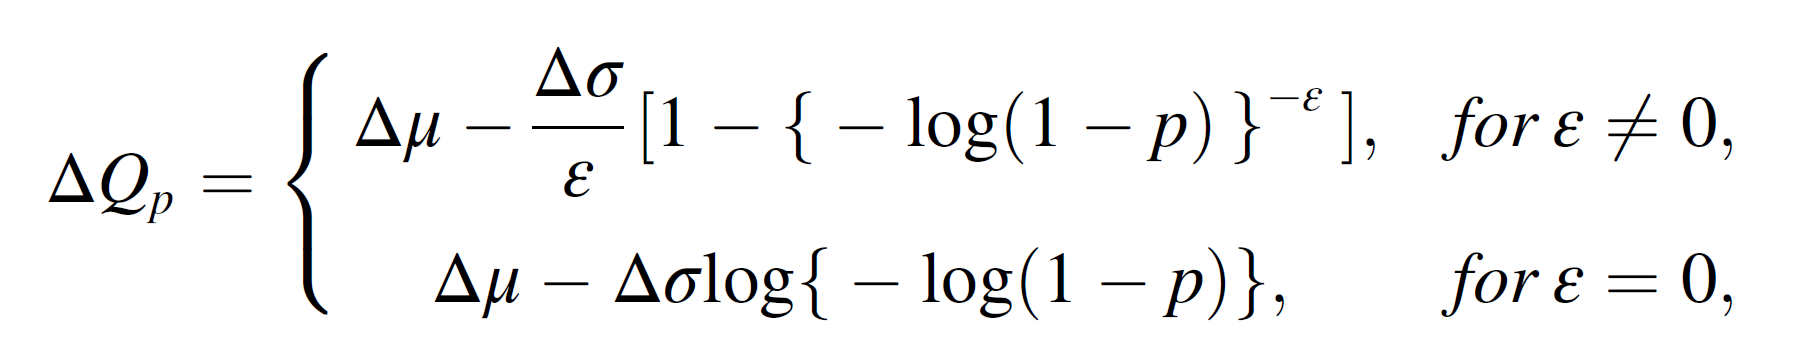 Δμ − Δσ/ε [1 − { − log(1 − p) }^{−ε} ], for ε ≠ 0,
ΔQ_p = {
Δμ − Δσlog{ − log(1 − p)}, for ε = 0,